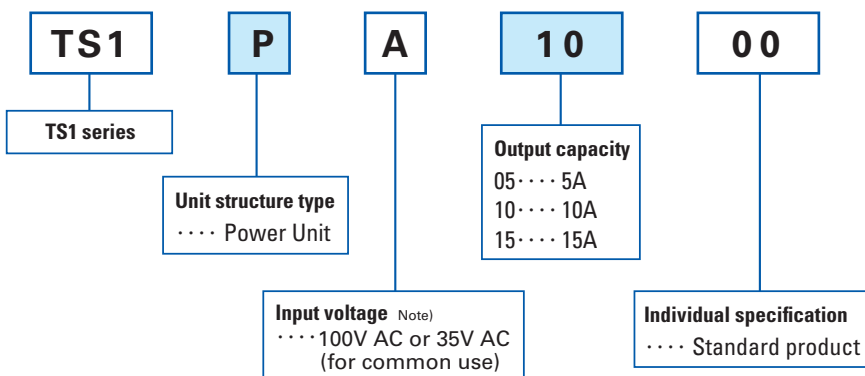 TS1 P A 10 00
TS1 series
Unit structure type
···· Power Unit
Input voltage Note)
····100V AC or 35V AC
(for common use)
Output capacity
05···· 5A
10···· 10A
15···· 15A
Individual specification
···· Standard product